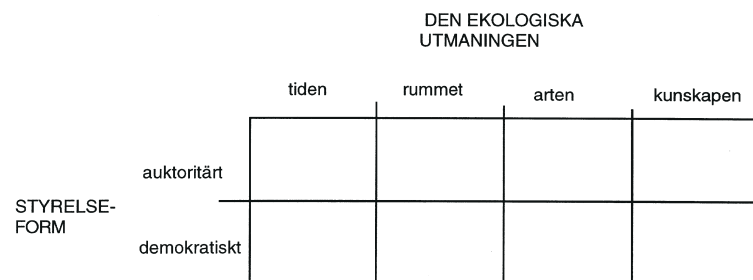 DEN EKOLOGISKA
UTMANINGEN
tiden rummet arten kunskapen
auktoritärt
STYRELSE-
FORM
demokratiskt